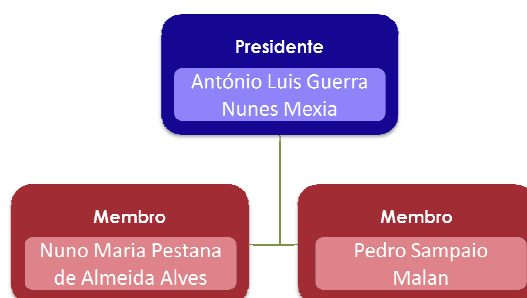 Presidente
António Luis Guerra
Nunes Mexia
Membro
Nuno Maria Pestana
de Almeida Alves
Membro
Pedro Sampaio
Malan